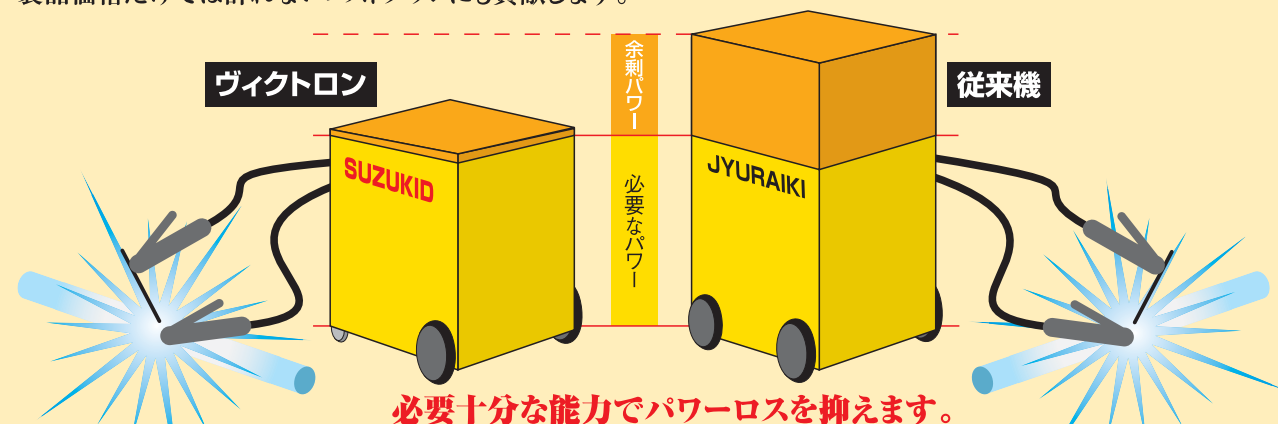 ヴィクトロン
余剰パワー
従来機
SUZUKID
必要なパワー
JYURAIKI
必要十分な能力でパワーロスを抑えます。